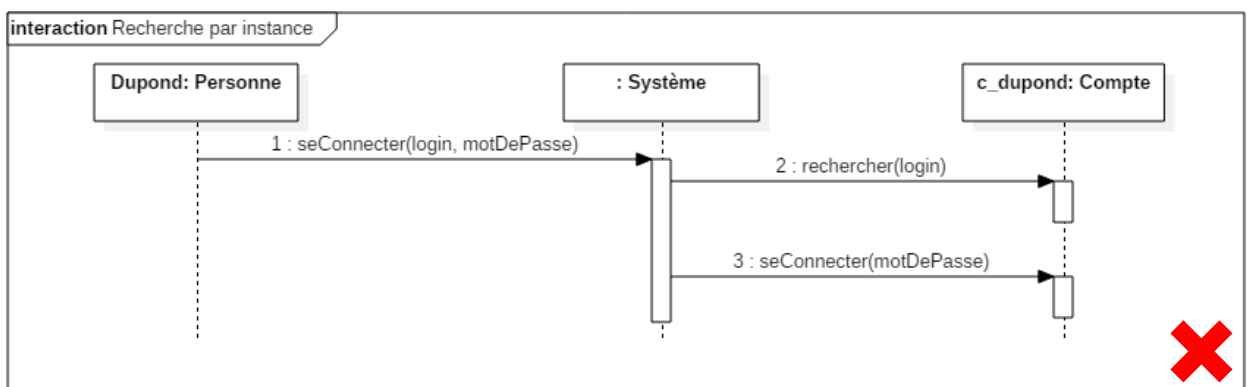 interaction Recherche par instance
Dupond: Personne
: Système
c_dupond: Compte
1 : seConnecter(login, motDePasse)
2 : rechercher(login)
3 : seConnecter(motDePasse)